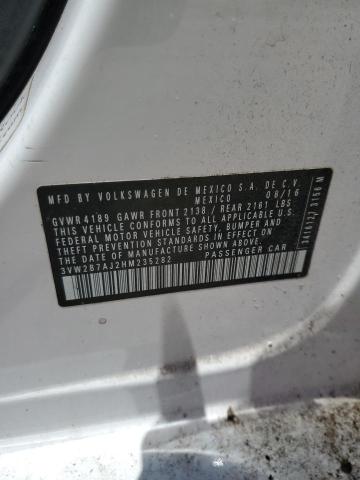 MFD BY VOLKSWAGEN DE MEXICO S.A. DE C.V.
MEXICO 08/16
GVWR 4189 GAWR FRONT 2138 / REAR 2161 LBS
THIS VEHICLE CONFORMS TO ALL APPLICABLE
FEDERAL MOTOR VEHICLE SAFETY, BUMPER, AND
THEFT PREVENTION STANDARDS IN EFFECT ON
THE DATE OF MANUFACTURE SHOWN ABOVE.
3VW2B7AJ2HM235282 PASSENGER CAR